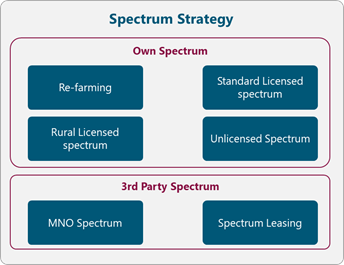 Spectrum Strategy
Own Spectrum
Re-farming
Standard Licensed
spectrum
Rural Licensed
spectrum
Unlicensed Spectrum
3rd Party Spectrum
MNO Spectrum
Spectrum Leasing